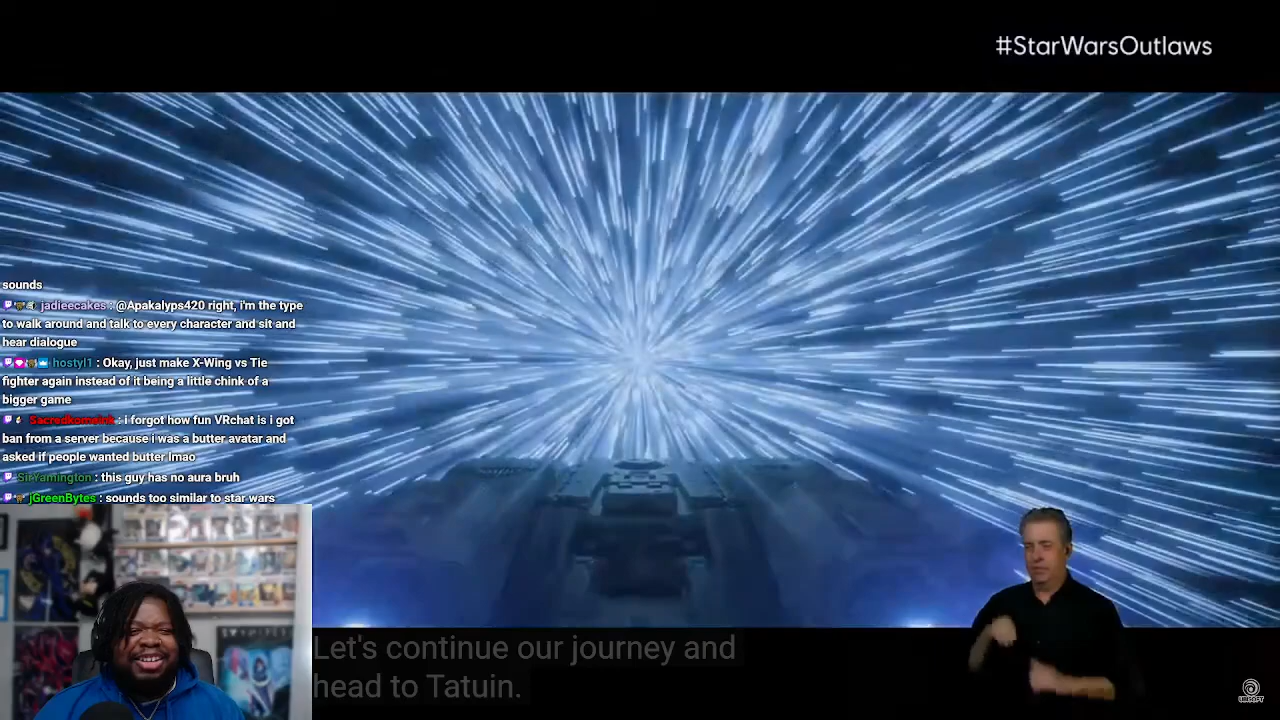 #StarWarsOutlaws
sounds
jadieecakes : @Apakalyps420 right, i'm the type
to walk around and talk to every character and sit and
hear dialogue
hostyl1 : Okay, just make X-Wing vs Tie
fighter again instead of it being a little chink of a
bigger game
: i forgot how fun VRchat is i got
ban from a server because i was a butter avatar and
asked if people wanted butter lmao
SirYamington : this guy has no aura bruh
jGreenBytes : sounds too similar to star wars
Let's continue our journey and
head to Tatuin.
UBISOFT